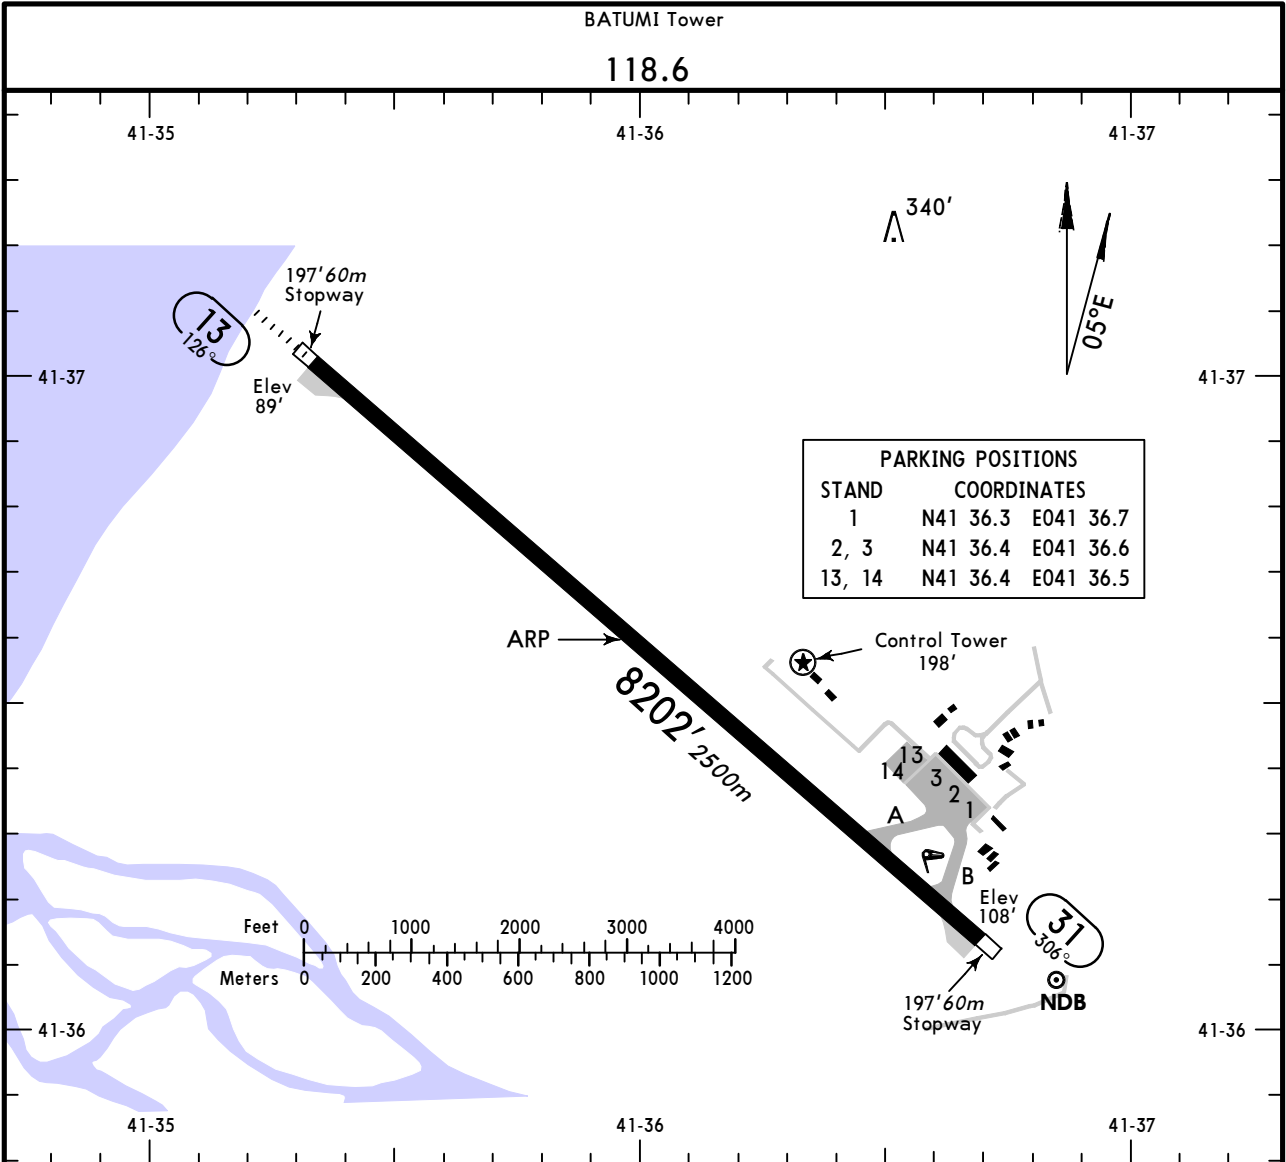 BATUMI Tower
118.6
41-35
41-36
41-37
340'
05°E
197'60m
Stopway
13
126°
41-37
41-37
Elev
89'
PARKING POSITIONS
STAND COORDINATES
1 N41 36.3 E041 36.7
2, 3 N41 36.4 E041 36.6
13, 14 N41 36.4 E041 36.5
ARP
Control Tower
198'
8202' 2500m
13
14
3
2
1
A
B
Elev
108'
31
306°
Feet 0 1000 2000 3000 4000
Meters 0 200 400 600 800 1000 1200
NDB
197'60m
Stopway
41-36
41-36
41-35
41-36
41-37